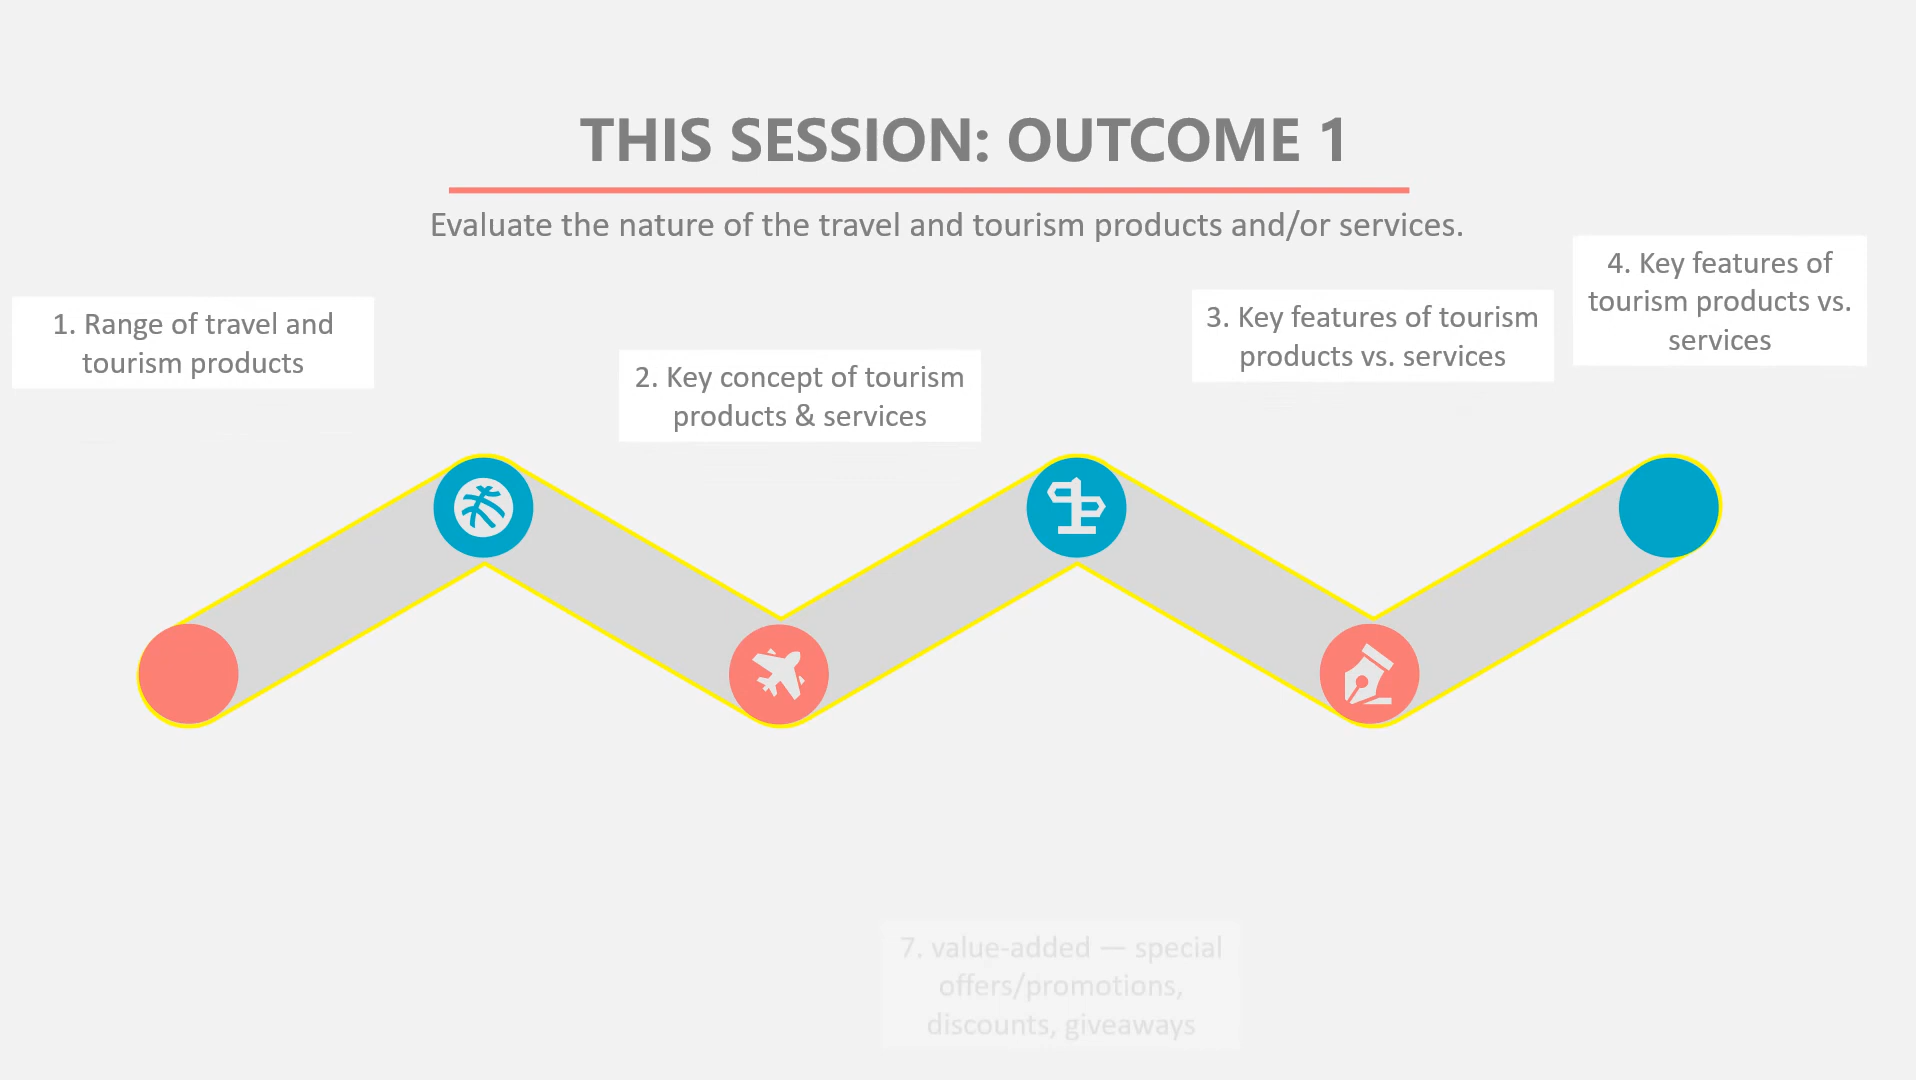 THIS SESSION: OUTCOME 1
Evaluate the nature of the travel and tourism products and/or services.
1. Range of travel and
tourism products
2. Key concept of tourism
products & services
3. Key features of tourism
products vs. services
4. Key features of
tourism products vs.
services
7. value-added — special
offers/promotions,
discounts, giveaways